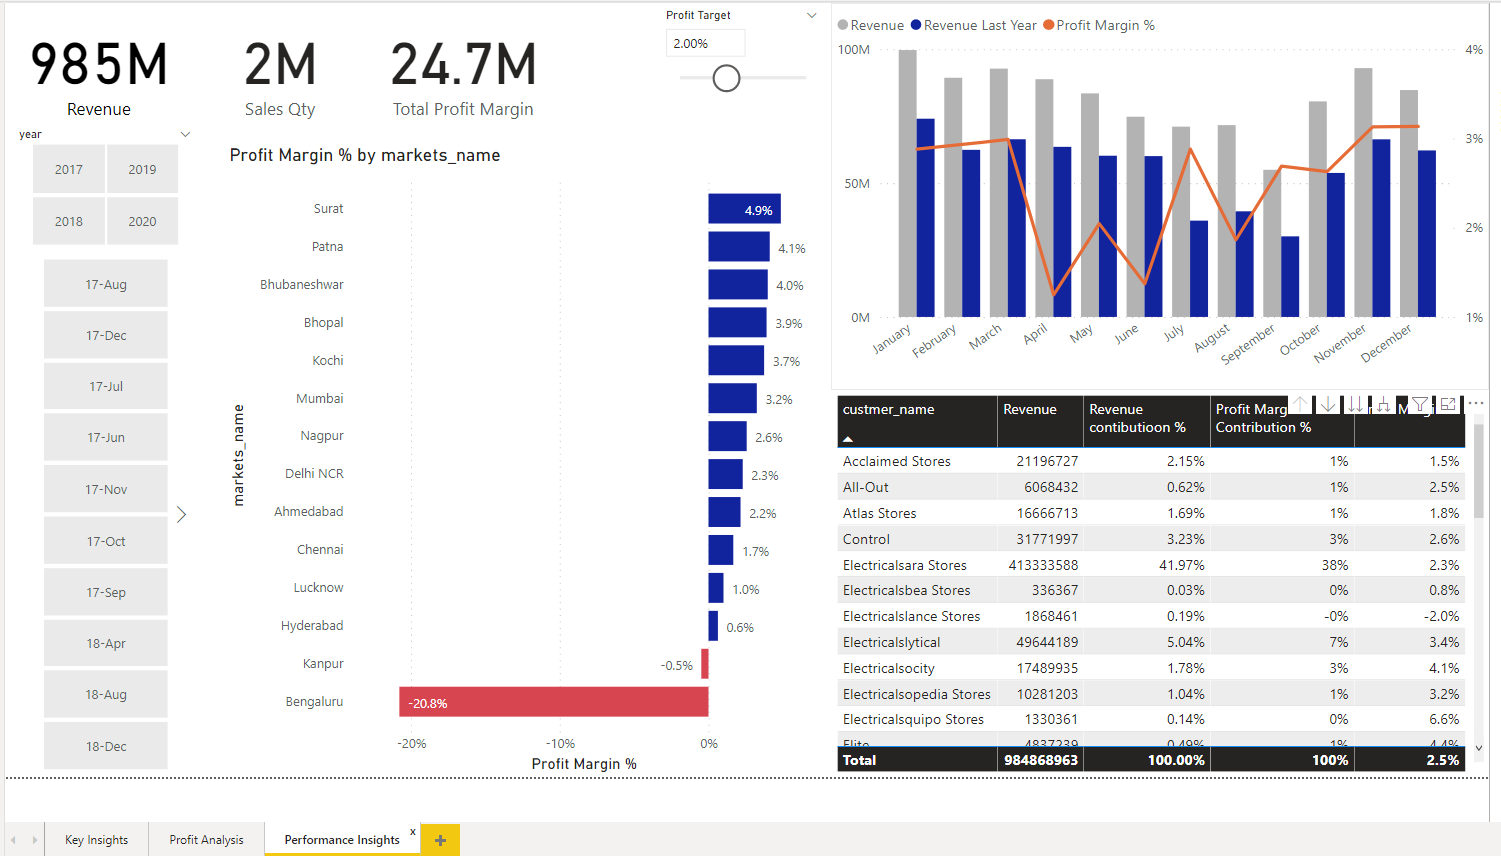 985M
Revenue
2M
Sales Qty
24.7M
Total Profit Margin
Profit Target
2.00%
year
2017 2019
2018 2020
17-Aug
17-Dec
17-Jul
17-Jun
17-Nov
17-Oct
17-Sep
18-Apr
18-Aug
18-Dec
Profit Margin % by markets_name
markets_name
Surat 4.9%
Patna 4.1%
Bhubaneshwar 4.0%
Bhopal 3.9%
Kochi 3.7%
Mumbai 3.2%
Nagpur 2.6%
Delhi NCR 2.3%
Ahmedabad 2.2%
Chennai 1.7%
Lucknow 1.0%
Hyderabad 0.6%
Kanpur -0.5%
Bengaluru -20.8%
-20% -10% 0%
Profit Margin %
Revenue Revenue Last Year Profit Margin %
100M 4%
3%
50M
2%
0M 1%
January February March April May June July August September October November December
custmer_name Revenue Revenue Profit Marg
contibutioon % Contribution %
Acclaimed Stores 21196727 2.15% 1% 1.5%
All-Out 6068432 0.62% 1% 2.5%
Atlas Stores 16666713 1.69% 1% 1.8%
Control 31771997 3.23% 3% 2.6%
Electricalsara Stores 413333588 41.97% 38% 2.3%
Electricalsbea Stores 336367 0.03% 0% 0.8%
Electricalslance Stores 1868461 0.19% -0% -2.0%
Electricalslytical 49644189 5.04% 7% 3.4%
Electricalsocity 17489935 1.78% 3% 4.1%
Electricalsopedia Stores 10281203 1.04% 1% 3.2%
Electricalsquipo Stores 1330361 0.14% 0% 6.6%
Elite 4837239 0.49% 1% 4.4%
Total 984868963 100.00% 100% 2.5%
Key Insights Profit Analysis Performance Insights x +